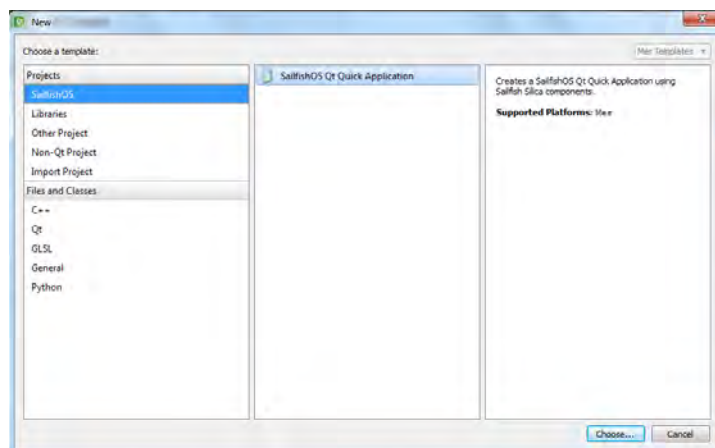 New
Choose a template:
Mer Templates
Projects
SailfishOS
Libraries
Other Project
Non-Qt Project
Import Project
Files and Classes
C++
Qt
GLSL
General
Python
SailfishOS Qt Quick Application
Creates a SailfishOS Qt Quick Application using
Sailfish Silica components.
Supported Platforms: Mer
Choose...
Cancel